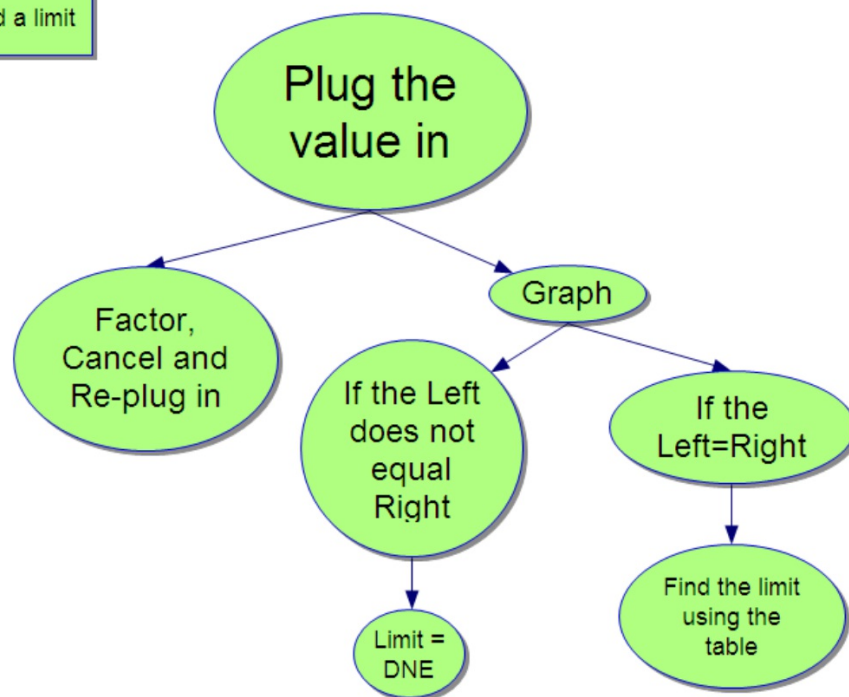 a limit
Plug the
value in
Factor,
Cancel and
Re-plug in
Graph
If the Left
does not
equal
Right
If the
Left=Right
Limit =
DNE
Find the limit
using the
table